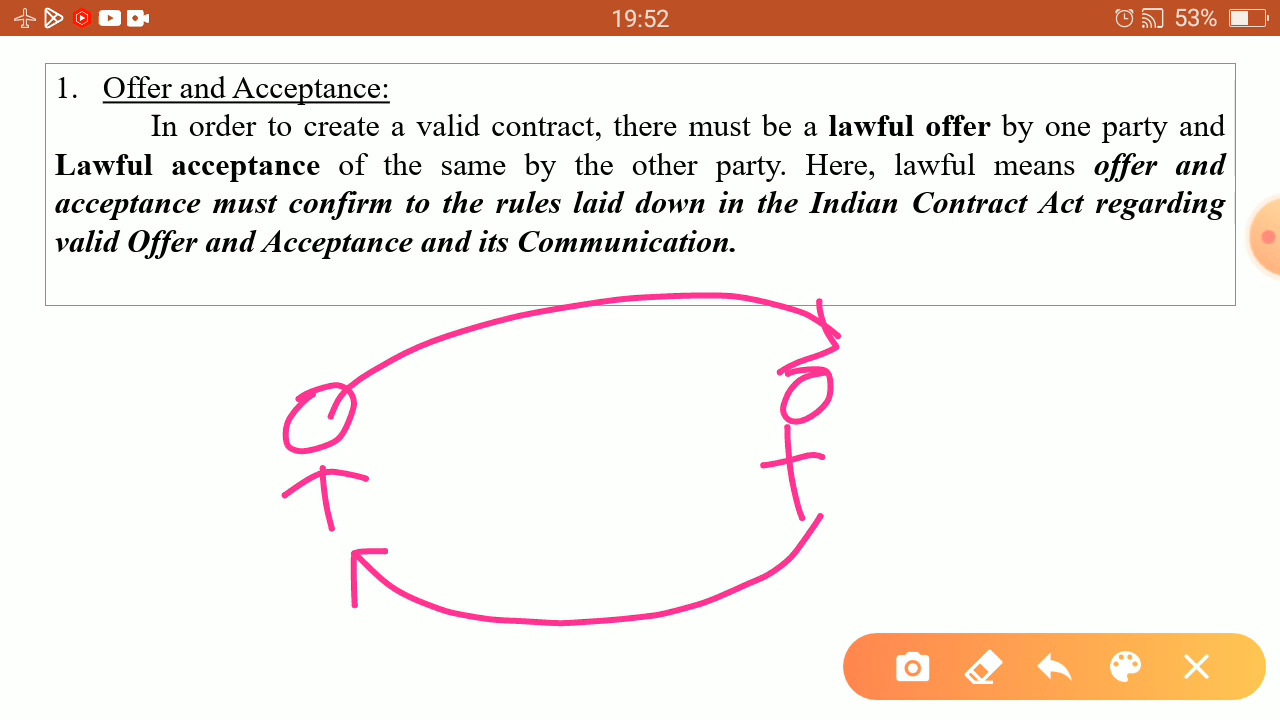 19:52
53%
1. Offer and Acceptance:
In order to create a valid contract, there must be a lawful offer by one party and
Lawful acceptance of the same by the other party. Here, lawful means offer and
acceptance must confirm to the rules laid down in the Indian Contract Act regarding
valid Offer and Acceptance and its Communication.